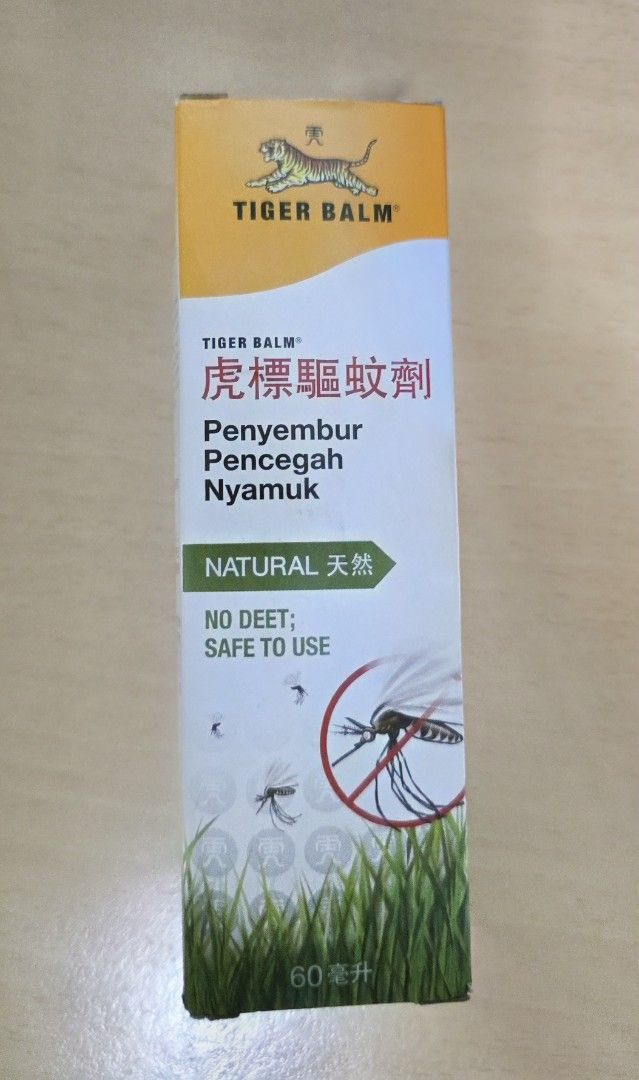 TIGER BALM®
TIGER BALM®
虎標驅蚊劑
Penyembur
Pencegah
Nyamuk
NATURAL 天然
NO DEET;
SAFE TO USE
60毫升